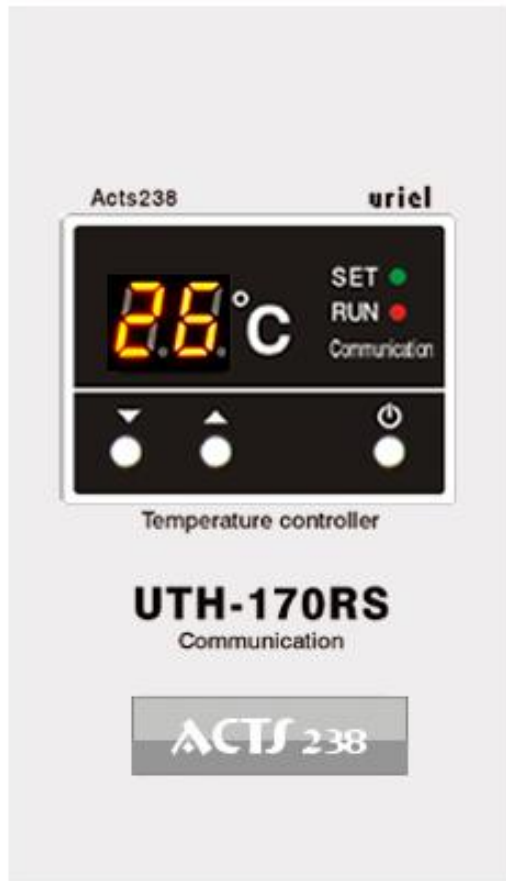 Acts238 uriel
SET
26°C
RUN
Communication
Temperature controller
UTH-170RS
Communication
ACTS 238